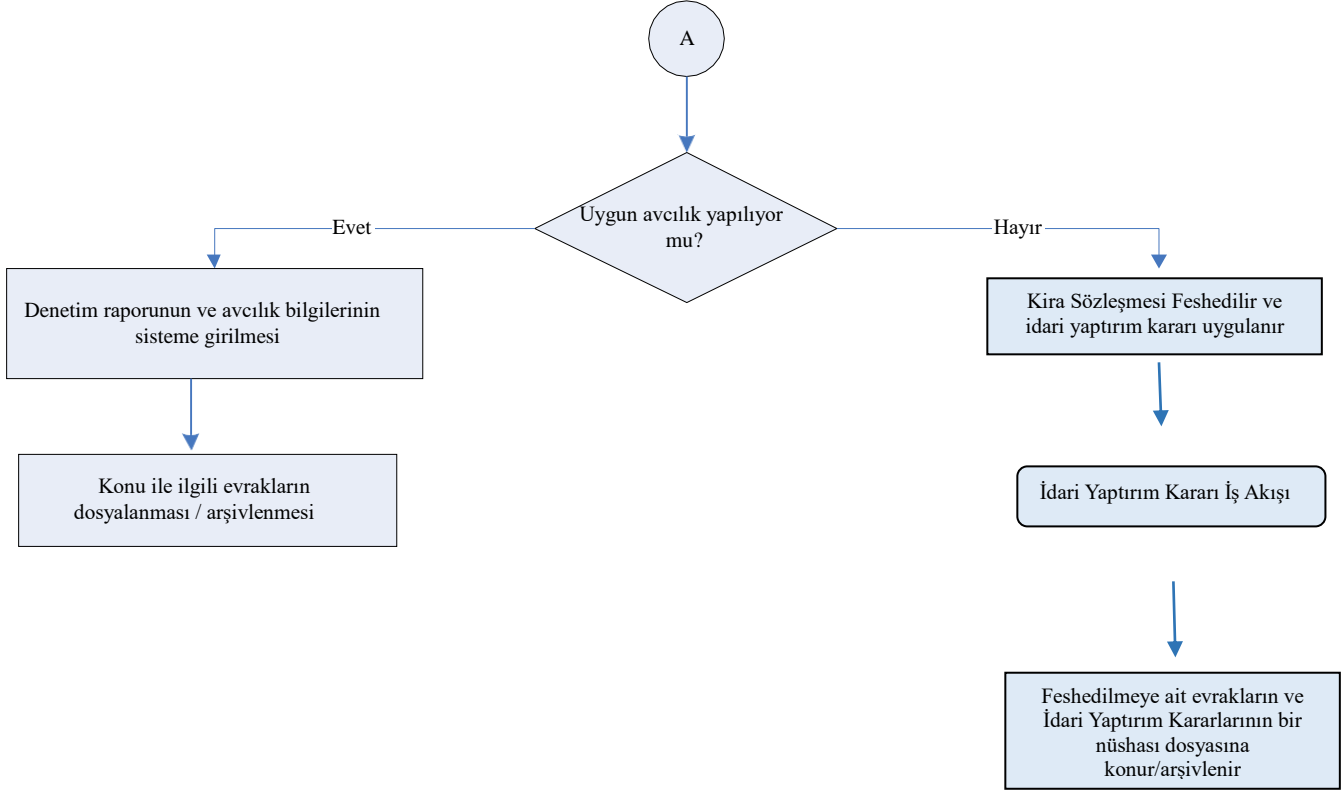 A
Uygun avcılık yapılıyor
mu?
Evet
Hayır
Denetim raporunun ve avcılık bilgilerinin
sisteme girilmesi
Konu ile ilgili evrakların
dosyalanması / arşivlenmesi
Kira Sözleşmesi Feshedilir ve
idari yaptırım kararı uygulanır
İdari Yaptırım Kararı İş Akışı
Feshedilmeye ait evrakların ve
İdari Yaptırım Kararlarının bir
nüshası dosyasına
konur/arşivlenir